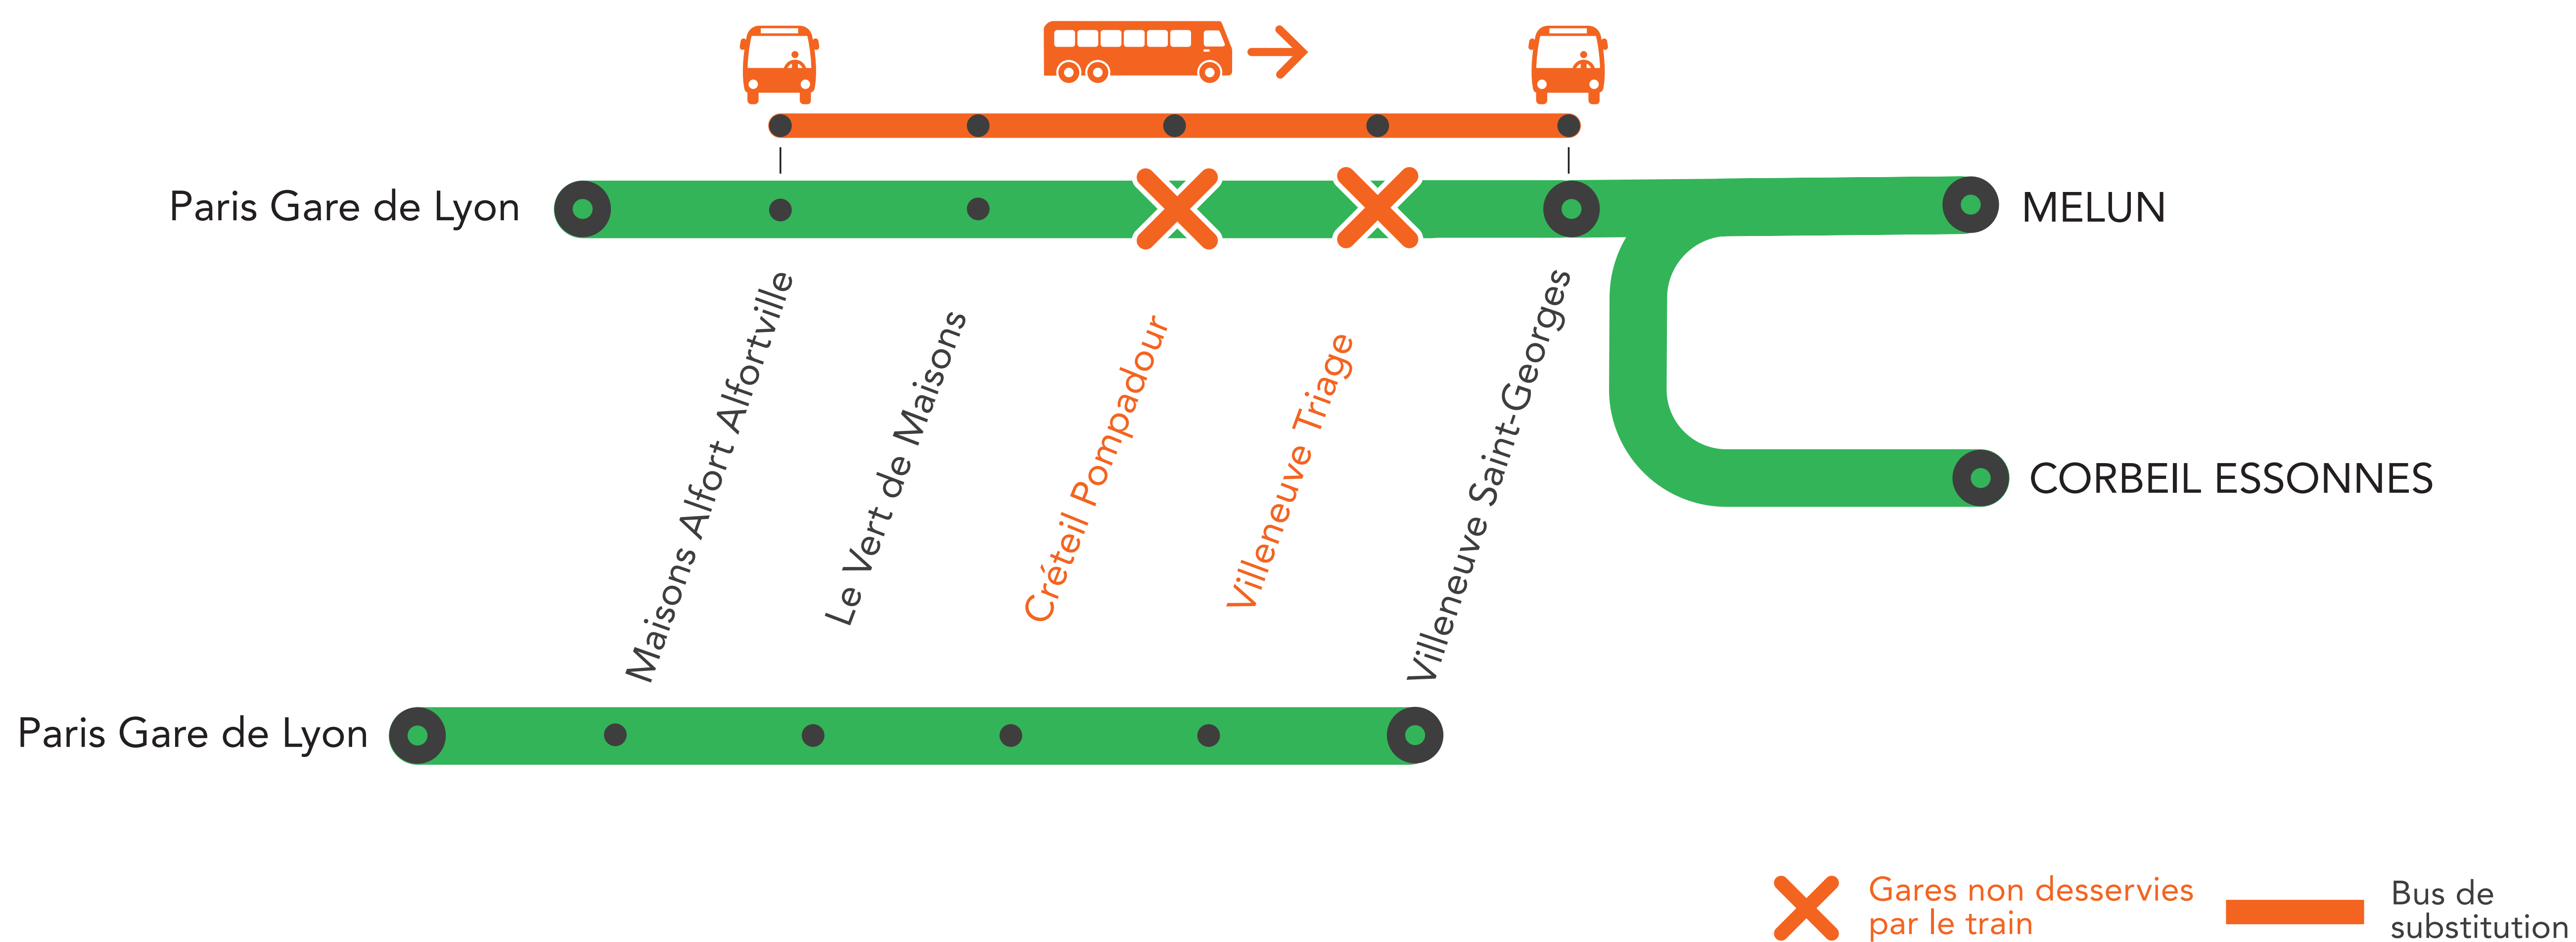 Paris Gare de Lyon
MELUN
Maisons Alfort Alfortville
Le Vert de Maisons
Créteil Pompadour
Villeneuve Triage
Villeneuve Saint-Georges
CORBEIL ESSONNES
Paris Gare de Lyon
Gares non desservies
par le train
Bus de
substitution